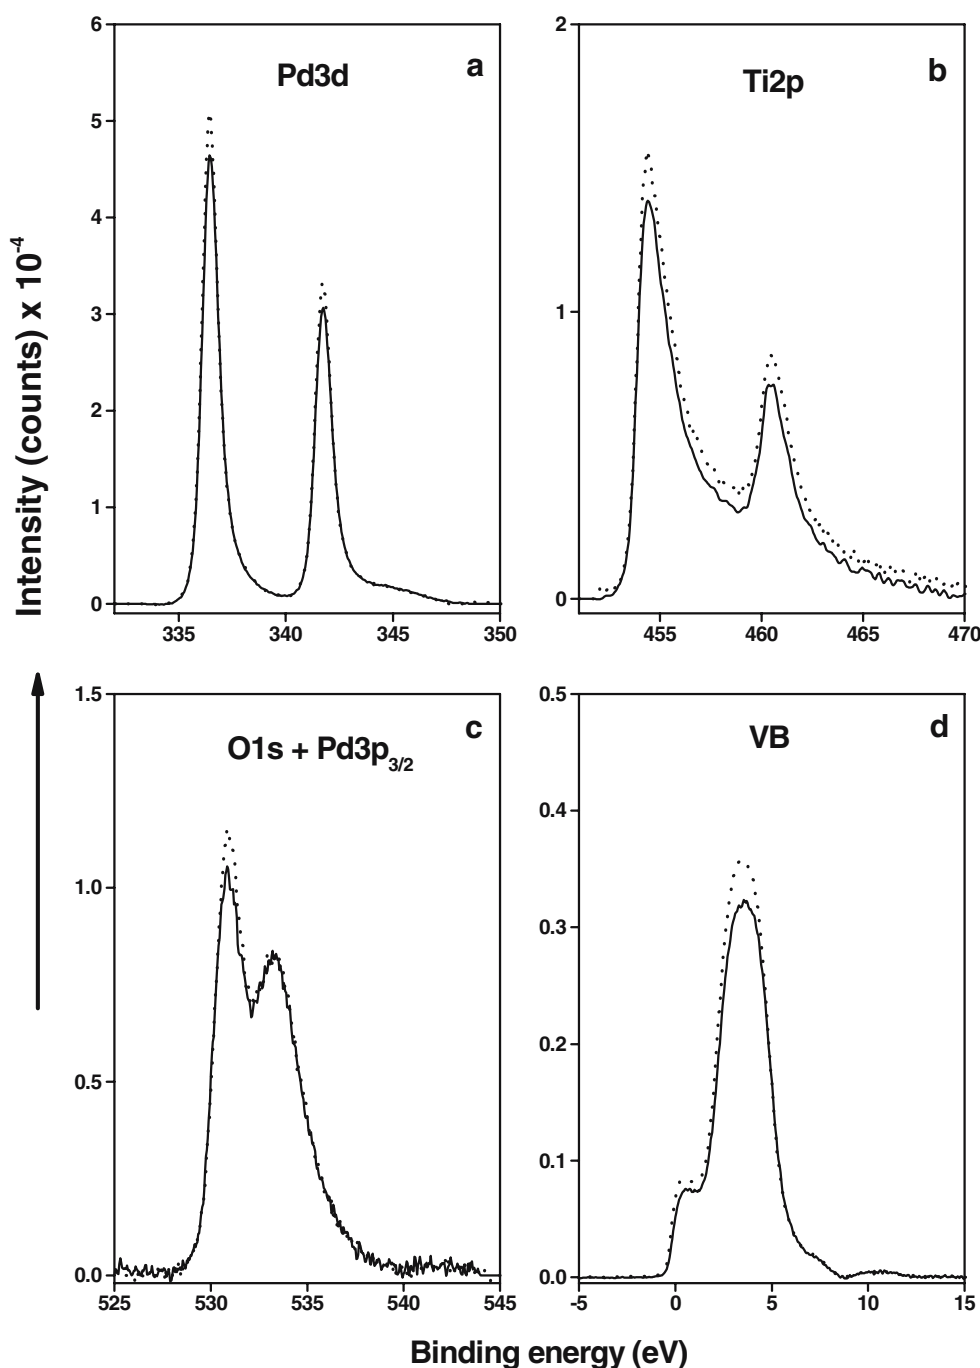 Intensity (counts) x 10⁻⁴
a
Pd3d
6
5
4
3
2
1
0
335 340 345 350
b
Ti2p
2
1
0
455 460 465 470
c
O1s + Pd3p3/2
1.5
1.0
0.5
0.0
525 530 535 540 545
d
VB
0.5
0.4
0.3
0.2
0.1
0.0
-5 0 5 10 15
Binding energy (eV)